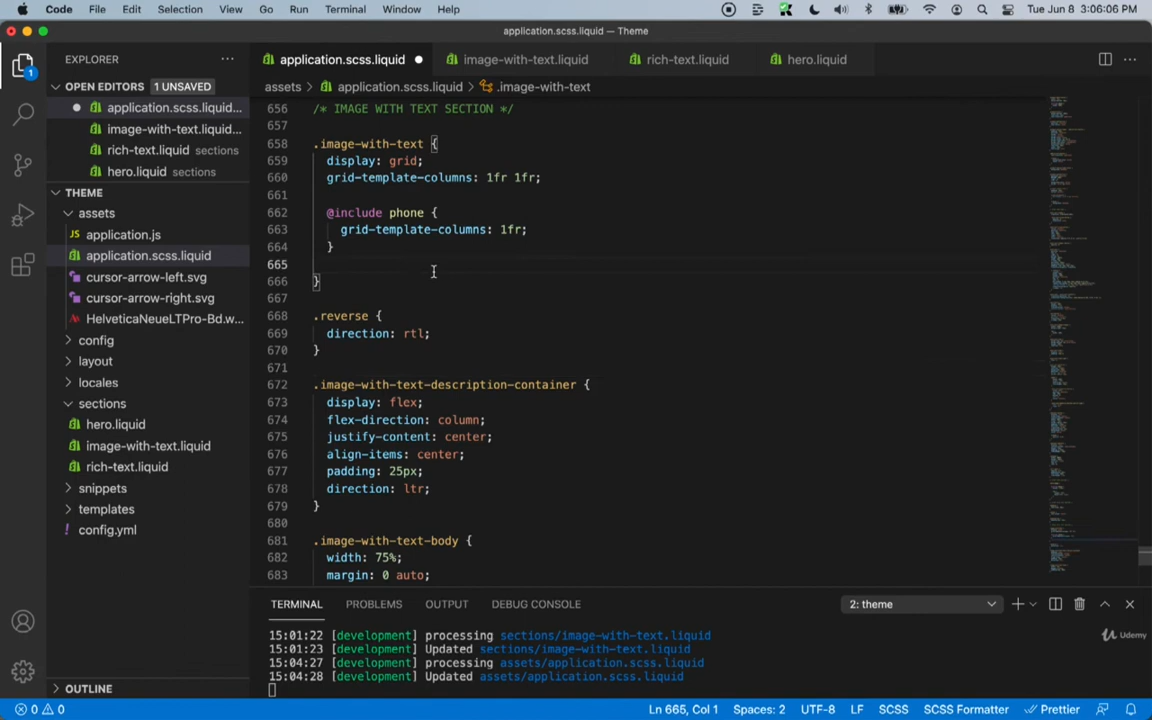 Code File Edit Selection View Go Run Terminal Window Help Tue Jun 8 3:06:06 PM
application.scss.liquid — Theme
EXPLORER
application.scss.liquid
image-with-text.liquid
rich-text.liquid
hero.liquid
1
OPEN EDITORS 1 UNSAVED
assets application.scss.liquid .image-with-text
application.scss.liquid...
image-with-text.liquid...
rich-text.liquid sections
hero.liquid sections
THEME
assets
application.js
application.scss.liquid
cursor-arrow-left.svg
cursor-arrow-right.svg
HelveticaNeueLTPro-Bd.w...
config
layout
locales
sections
hero.liquid
image-with-text.liquid
rich-text.liquid
snippets
templates
config.yml
OUTLINE
656 /* IMAGE WITH TEXT SECTION */
657
658 .image-with-text {
659 display: grid;
660 grid-template-columns: 1fr 1fr;
661
662 @include phone {
663 grid-template-columns: 1fr;
664 }
665
666 }
667
668 .reverse {
669 direction: rtl;
670 }
671
672 .image-with-text-description-container {
673 display: flex;
674 flex-direction: column;
675 justify-content: center;
676 align-items: center;
677 padding: 25px;
678 direction: ltr;
679 }
680
681 .image-with-text-body {
682 width: 75%;
683 margin: 0 auto;
TERMINAL PROBLEMS OUTPUT DEBUG CONSOLE 2: theme
15:01:22 [development] processing sections/image-with-text.liquid
15:01:23 [development] Updated sections/image-with-text.liquid
15:04:27 [development] processing assets/application.scss.liquid
15:04:28 [development] Updated assets/application.scss.liquid
Udemy
0 0 Ln 665, Col 1 Spaces: 2 UTF-8 LF SCSS SCSS Formatter Prettier